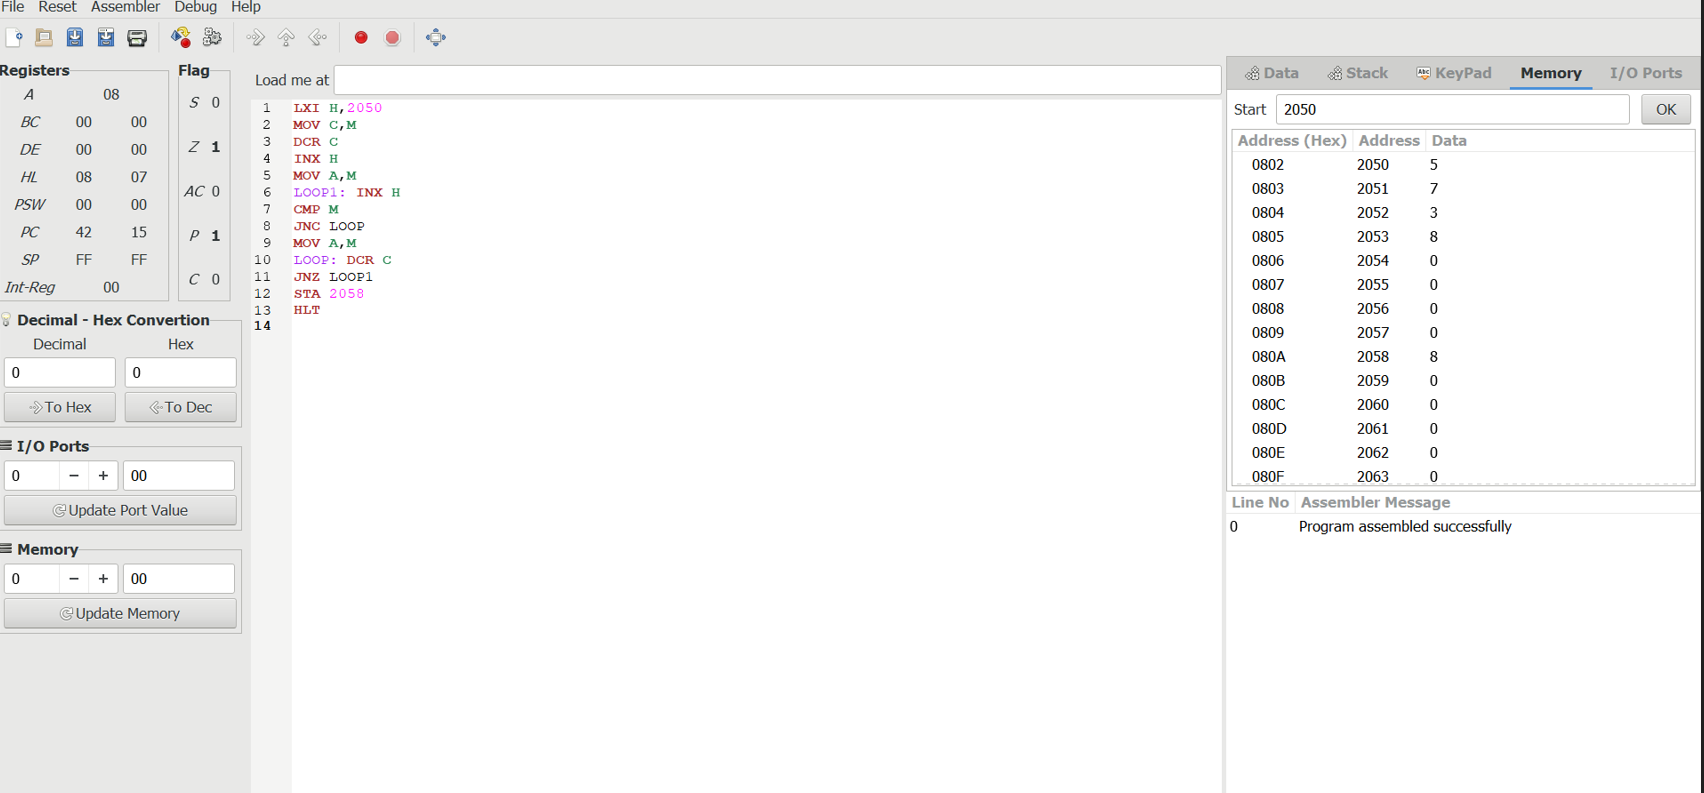 File Reset Assembler Debug Help
Registers
A 08
BC 00 00
DE 00 00
HL 08 07
PSW 00 00
PC 42 15
SP FF FF
Int-Reg 00
Flag
S 0
Z 1
AC 0
P 1
C 0
Decimal - Hex Convertion
Decimal Hex
0 0
To Hex To Dec
I/O Ports
0 − + 00
Update Port Value
Memory
0 − + 00
Update Memory
Load me at
1 LXI H,2050
2 MOV C,M
3 DCR C
4 INX H
5 MOV A,M
6 LOOP1: INX H
7 CMP M
8 JNC LOOP
9 MOV A,M
10 LOOP: DCR C
11 JNZ LOOP1
12 STA 2058
13 HLT
14
Data Stack Abc KeyPad Memory I/O Ports
Start 2050 OK
Address (Hex) Address Data
0802 2050 5
0803 2051 7
0804 2052 3
0805 2053 8
0806 2054 0
0807 2055 0
0808 2056 0
0809 2057 0
080A 2058 8
080B 2059 0
080C 2060 0
080D 2061 0
080E 2062 0
080F 2063 0
Line No Assembler Message
0 Program assembled successfully